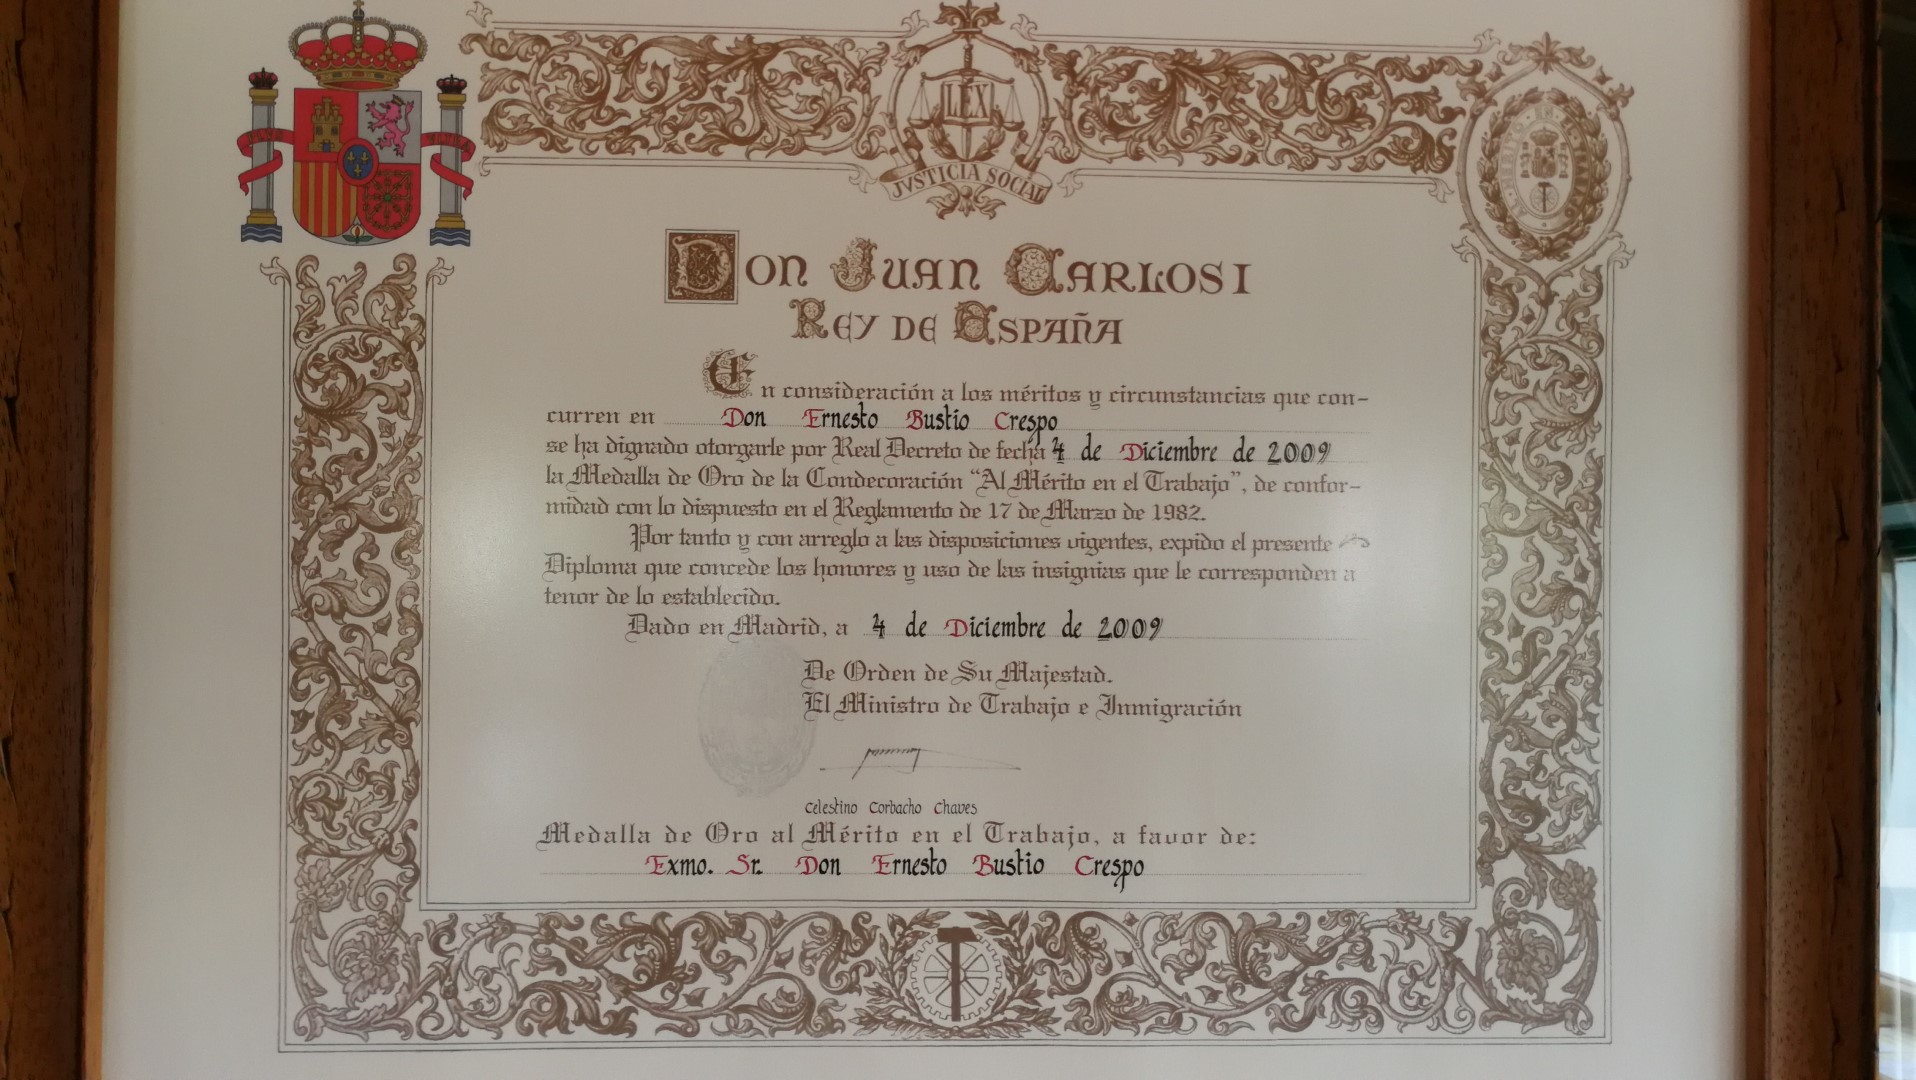 LEX
JVSTICIA SOCIAL
Don Juan Carlos I
Rey de España
En consideración a los méritos y circunstancias que con-
curren en Don Ernesto Bustio Crespo
se ha dignado otorgarle por Real Decreto de fecha 4 de Diciembre de 2009
la Medalla de Oro de la Condecoración "Al Mérito en el Trabajo", de confor-
midad con lo dispuesto en el Reglamento de 17 de Marzo de 1982.
Por tanto y con arreglo a las disposiciones vigentes, expido el presente
Diploma que concede los honores y uso de las insignias que le corresponden a
tenor de lo establecido.
Dado en Madrid, a 4 de Diciembre de 2009
De Orden de Su Majestad.
El Ministro de Trabajo e Inmigración
Celestino Corbacho Chaves
Medalla de Oro al Mérito en el Trabajo, a favor de:
Exmo. Sr. Don Ernesto Bustio Crespo